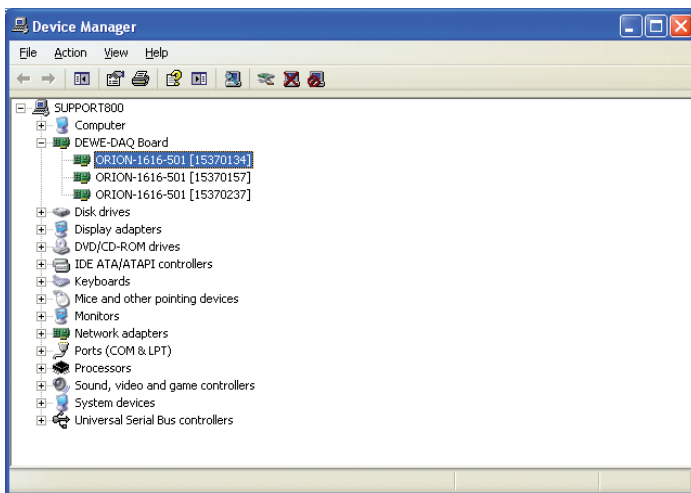 Device Manager
File Action View Help
SUPPORT800
Computer
DEWE-DAQ Board
ORION-1616-501 [15370134]
ORION-1616-501 [15370157]
ORION-1616-501 [15370237]
Disk drives
Display adapters
DVD/CD-ROM drives
IDE ATA/ATAPI controllers
Keyboards
Mice and other pointing devices
Monitors
Network adapters
Ports (COM & LPT)
Processors
Sound, video and game controllers
System devices
Universal Serial Bus controllers